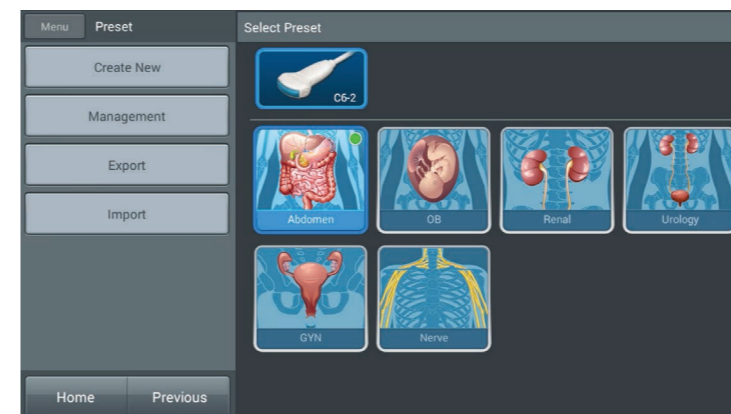 Menu Preset
Select Preset
Create New
Management
Export
Import
C6-2
Abdomen
OB
Renal
Urology
GYN
Nerve
Home
Previous